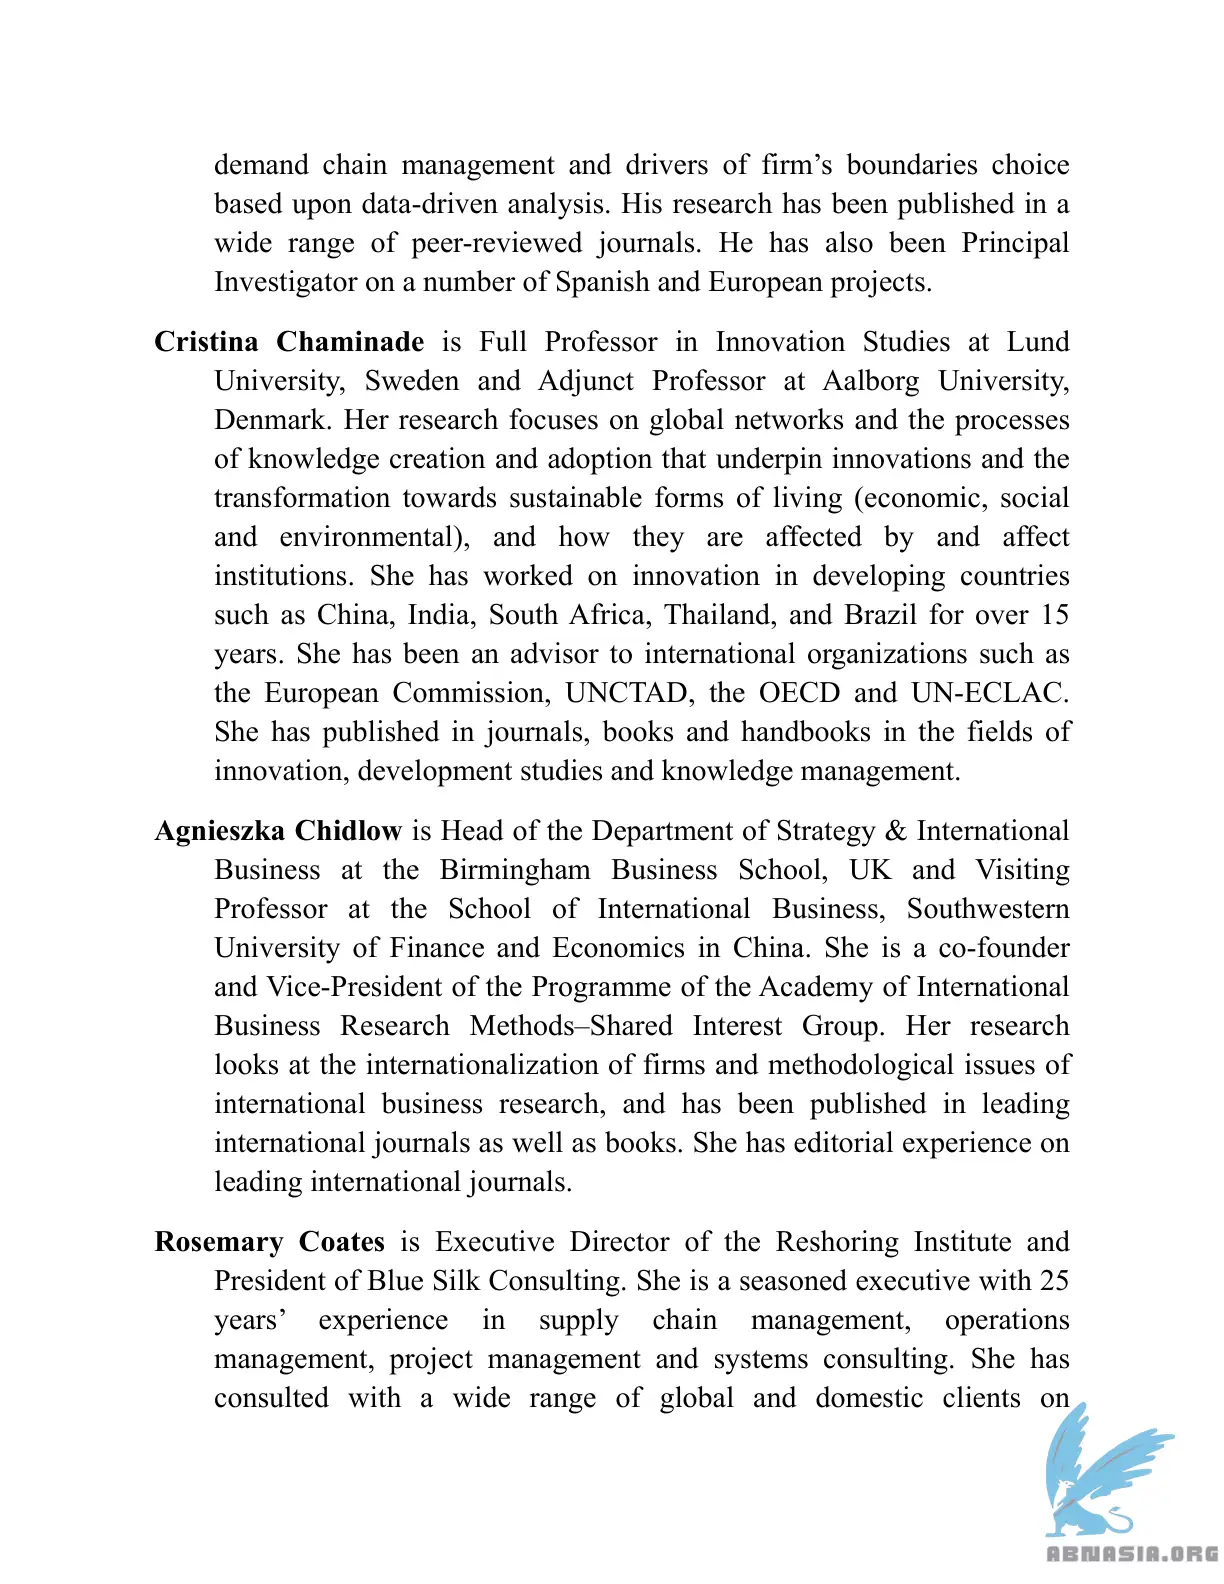 demand chain management and drivers of firm’s boundaries choice
based upon data-driven analysis. His research has been published in a
wide range of peer-reviewed journals. He has also been Principal
Investigator on a number of Spanish and European projects.
Cristina Chaminade is Full Professor in Innovation Studies at Lund
University, Sweden and Adjunct Professor at Aalborg University,
Denmark. Her research focuses on global networks and the processes
of knowledge creation and adoption that underpin innovations and the
transformation towards sustainable forms of living (economic, social
and environmental), and how they are affected by and affect
institutions. She has worked on innovation in developing countries
such as China, India, South Africa, Thailand, and Brazil for over 15
years. She has been an advisor to international organizations such as
the European Commission, UNCTAD, the OECD and UN-ECLAC.
She has published in journals, books and handbooks in the fields of
innovation, development studies and knowledge management.
Agnieszka Chidlow is Head of the Department of Strategy & International
Business at the Birmingham Business School, UK and Visiting
Professor at the School of International Business, Southwestern
University of Finance and Economics in China. She is a co-founder
and Vice-President of the Programme of the Academy of International
Business Research Methods–Shared Interest Group. Her research
looks at the internationalization of firms and methodological issues of
international business research, and has been published in leading
international journals as well as books. She has editorial experience on
leading international journals.
Rosemary Coates is Executive Director of the Reshoring Institute and
President of Blue Silk Consulting. She is a seasoned executive with 25
years’ experience in supply chain management, operations
management, project management and systems consulting. She has
consulted with a wide range of global and domestic clients on
ABNASIA.ORG